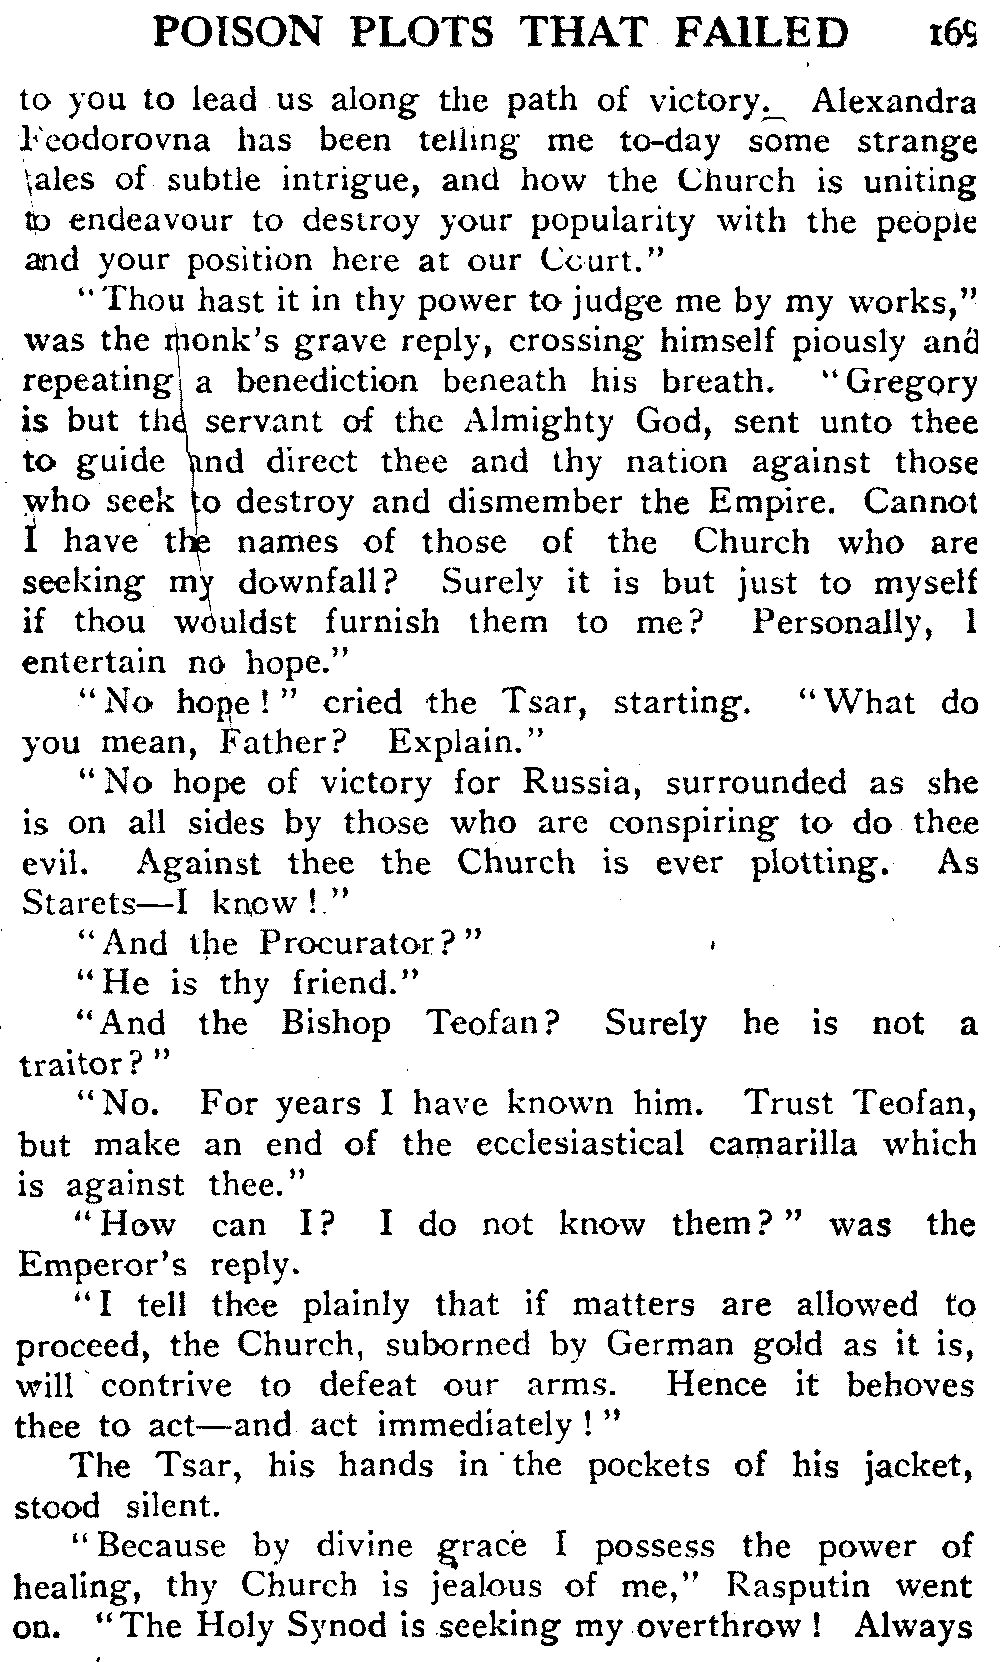 POISON PLOTS THAT FAILED 169
to you to lead us along the path of victory. Alexandra
Feodorovna has been telling me to-day some strange
tales of subtle intrigue, and how the Church is uniting
to endeavour to destroy your popularity with the people
and your position here at our Court."
"Thou hast it in thy power to judge me by my works,"
was the monk's grave reply, crossing himself piously and
repeating a benediction beneath his breath. "Gregory
is but the servant of the Almighty God, sent unto thee
to guide and direct thee and thy nation against those
who seek to destroy and dismember the Empire. Cannot
I have the names of those of the Church who are
seeking my downfall? Surely it is but just to myself
if thou wouldst furnish them to me? Personally, I
entertain no hope."
"No hope!" cried the Tsar, starting. "What do
you mean, Father? Explain."
"No hope of victory for Russia, surrounded as she
is on all sides by those who are conspiring to do thee
evil. Against thee the Church is ever plotting. As
Starets—I know!"
"And the Procurator?"
"He is thy friend."
"And the Bishop Teofan? Surely he is not a
traitor?"
"No. For years I have known him. Trust Teofan,
but make an end of the ecclesiastical camarilla which
is against thee."
"How can I? I do not know them?" was the
Emperor's reply.
"I tell thee plainly that if matters are allowed to
proceed, the Church, suborned by German gold as it is,
will contrive to defeat our arms. Hence it behoves
thee to act—and act immediately!"
The Tsar, his hands in the pockets of his jacket,
stood silent.
"Because by divine grace I possess the power of
healing, thy Church is jealous of me," Rasputin went
on. "The Holy Synod is seeking my overthrow! Always